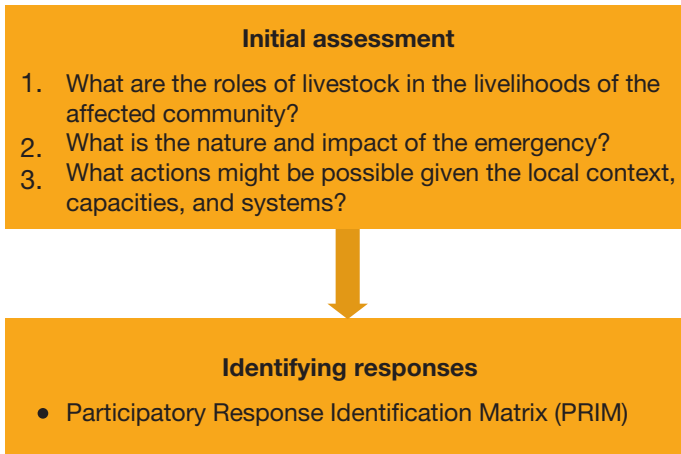 Initial assessment
1. What are the roles of livestock in the livelihoods of the
affected community?
2. What is the nature and impact of the emergency?
3. What actions might be possible given the local context,
capacities, and systems?
Identifying responses
• Participatory Response Identification Matrix (PRIM)